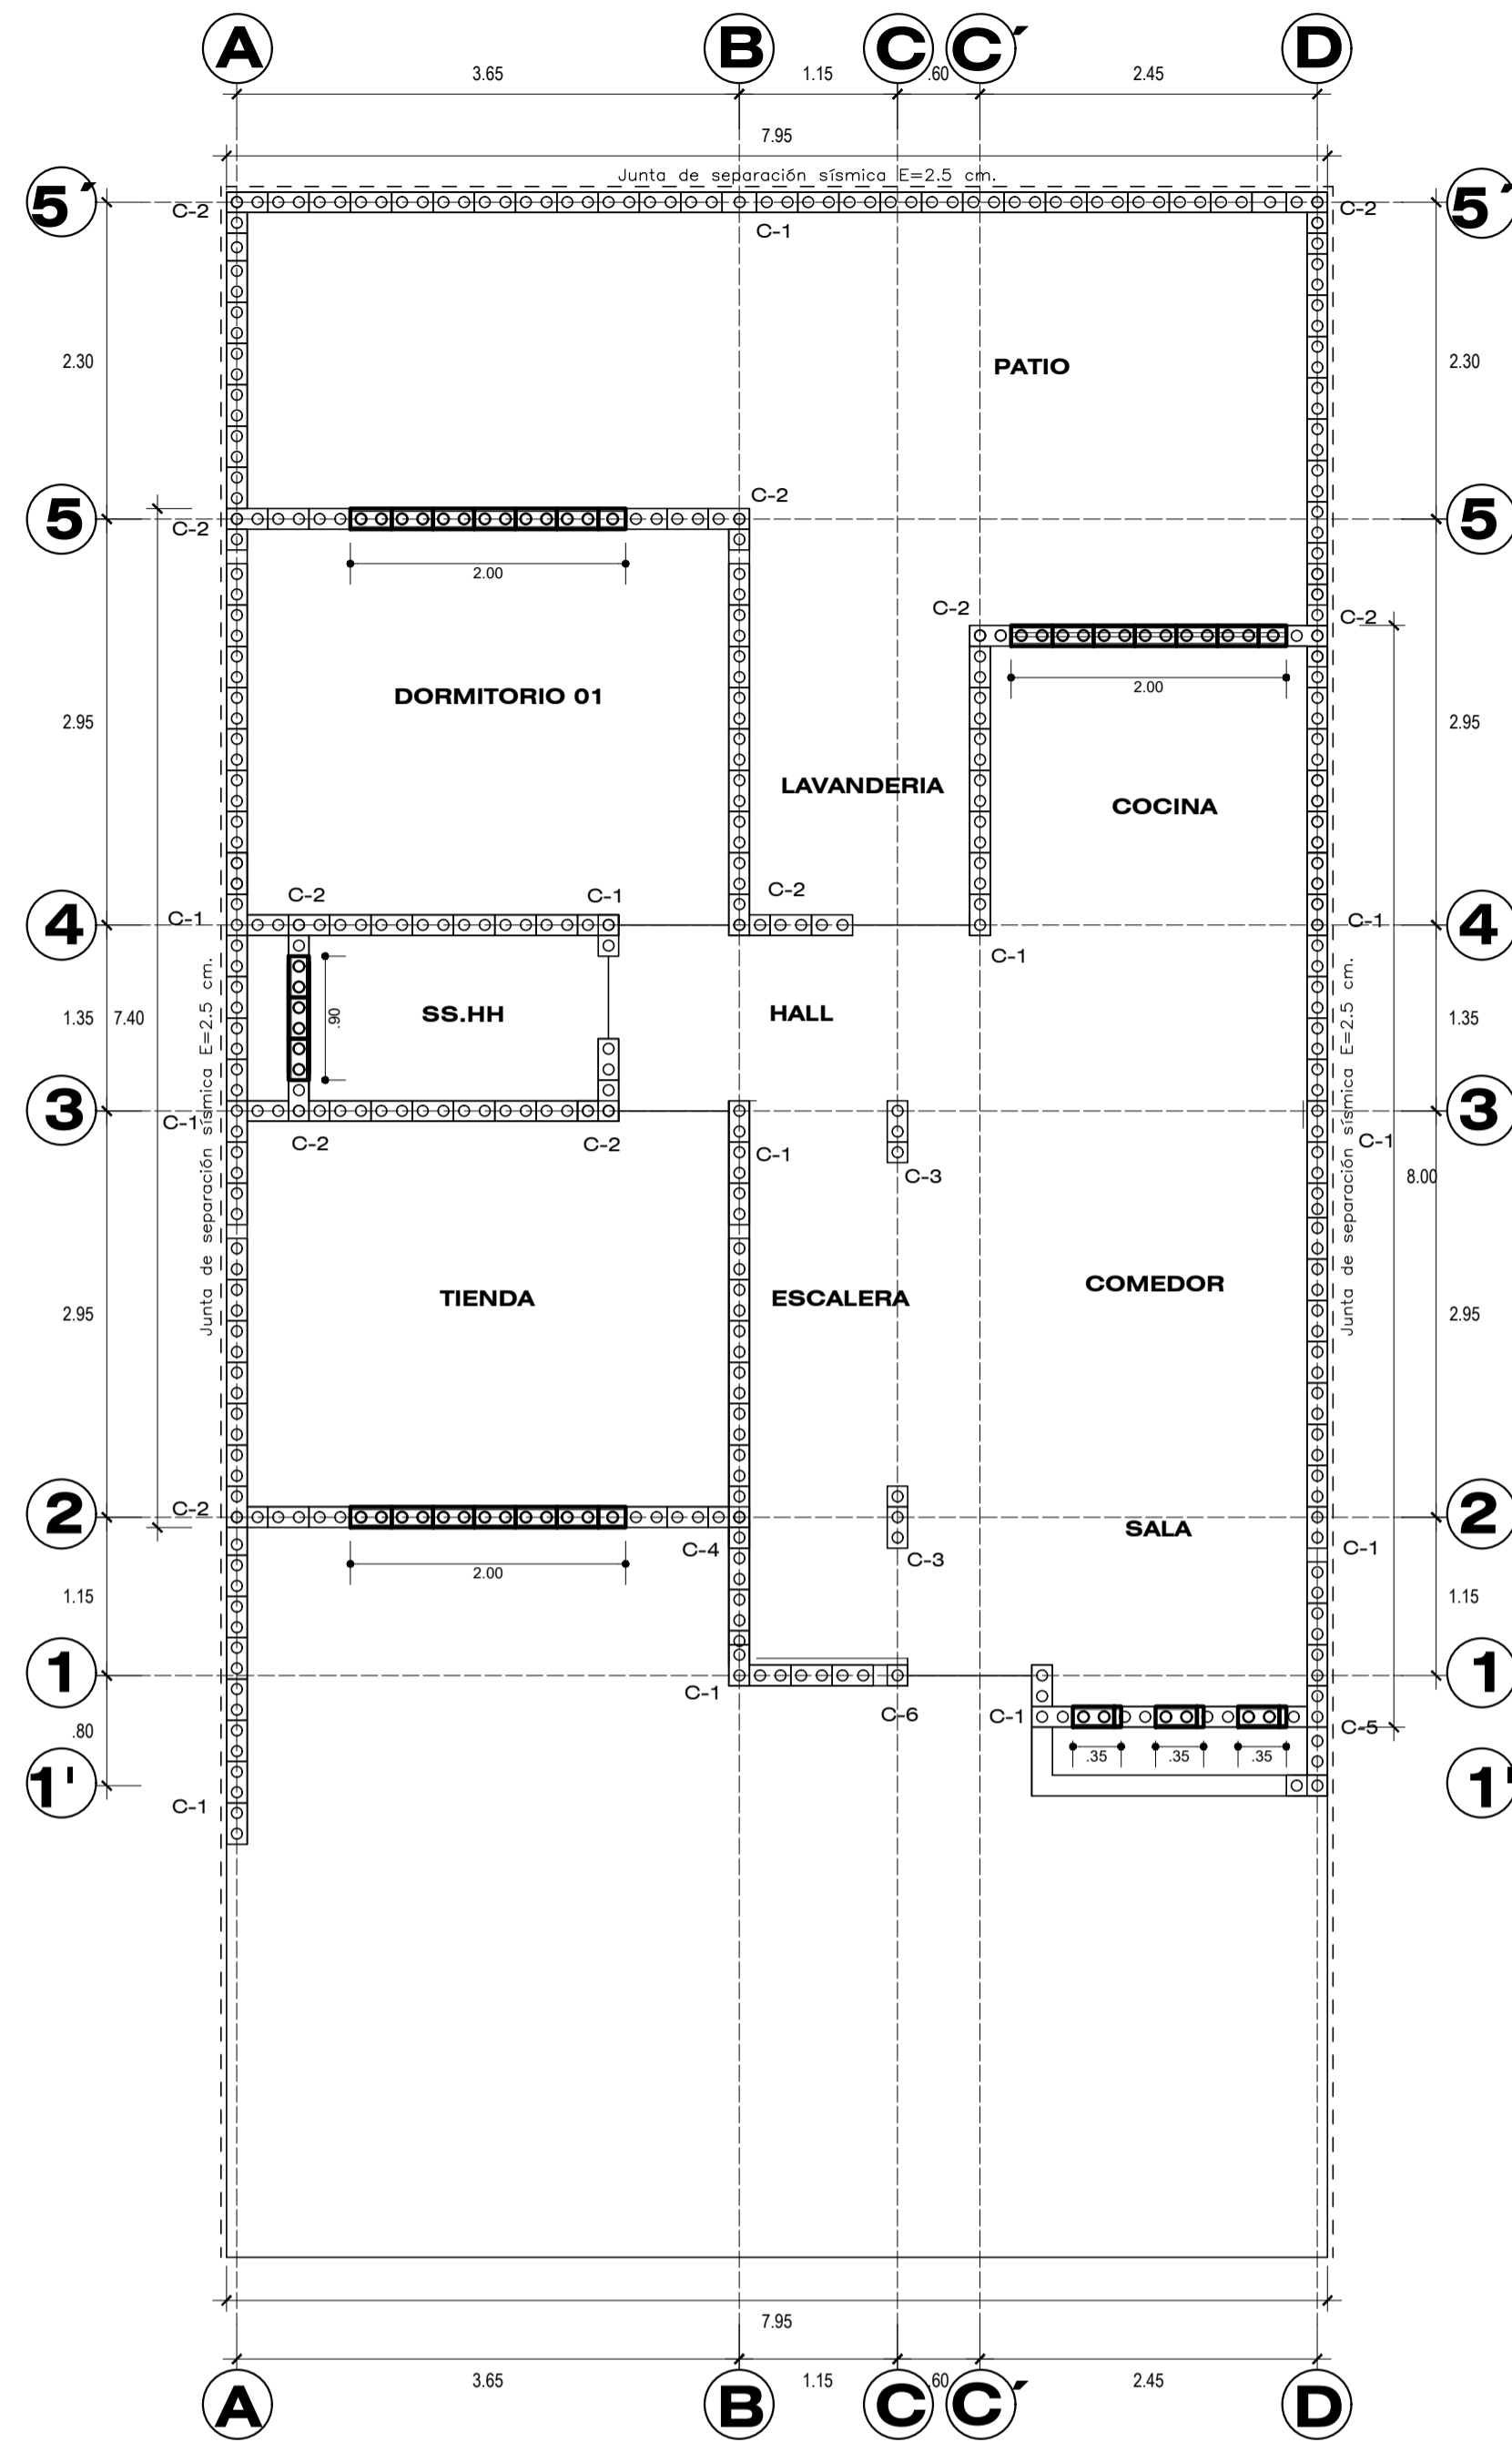 A B C C´ D
3.65 1.15 .60 2.45
7.95
Junta de separación sísmica E=2.5 cm.
5´ C-2 C-2 5´
C-1
2.30 PATIO 2.30
C-2
5 C-2 5
2.00
C-2 C-2
2.00
2.95 DORMITORIO 01 2.95
LAVANDERIA
COCINA
C-2 C-1 C-2
4 C-1 C-1 4
C-1
Junta de separación sísmica E=2.5 cm.
Junta de separación sísmica E=2.5 cm.
1.35 7.40 .90 SS.HH HALL 1.35
3 C-1 3
C-2 C-2 C-1 C-1
C-3 8.00
2.95 TIENDA ESCALERA COMEDOR 2.95
2 C-2 SALA 2
C-4 C-3 C-1
2.00
1.15 1.15
1 1
C-1 C-6 C-1 C-5
.80 .35 .35 .35
1' 1'
C-1
7.95
3.65 1.15 .60 2.45
A B C C´ D